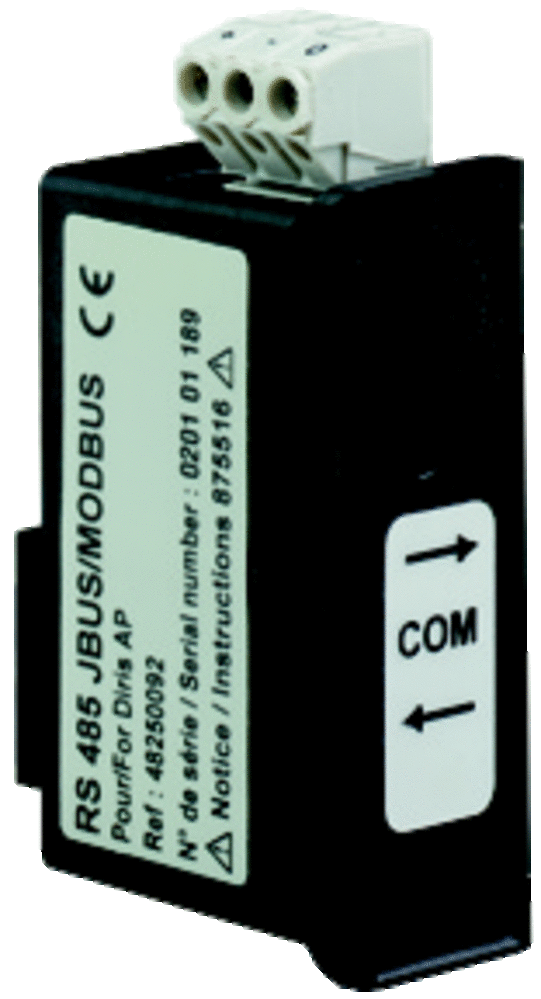 RS 485 JBUS/MODBUS CE
Pour/For Diris AP
Ref : 48250092
N° de série / Serial number : 0201 01 189
Notice / Instructions 875516
COM